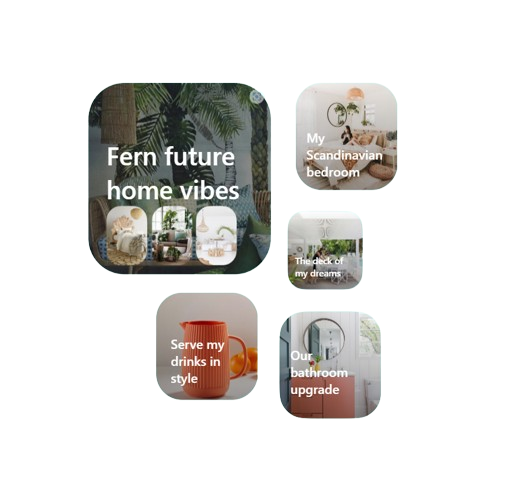 Fern future
home vibes
My
Scandinavian
bedroom
The deck of
my dreams
Serve my
drinks in
style
Our
bathroom
upgrade